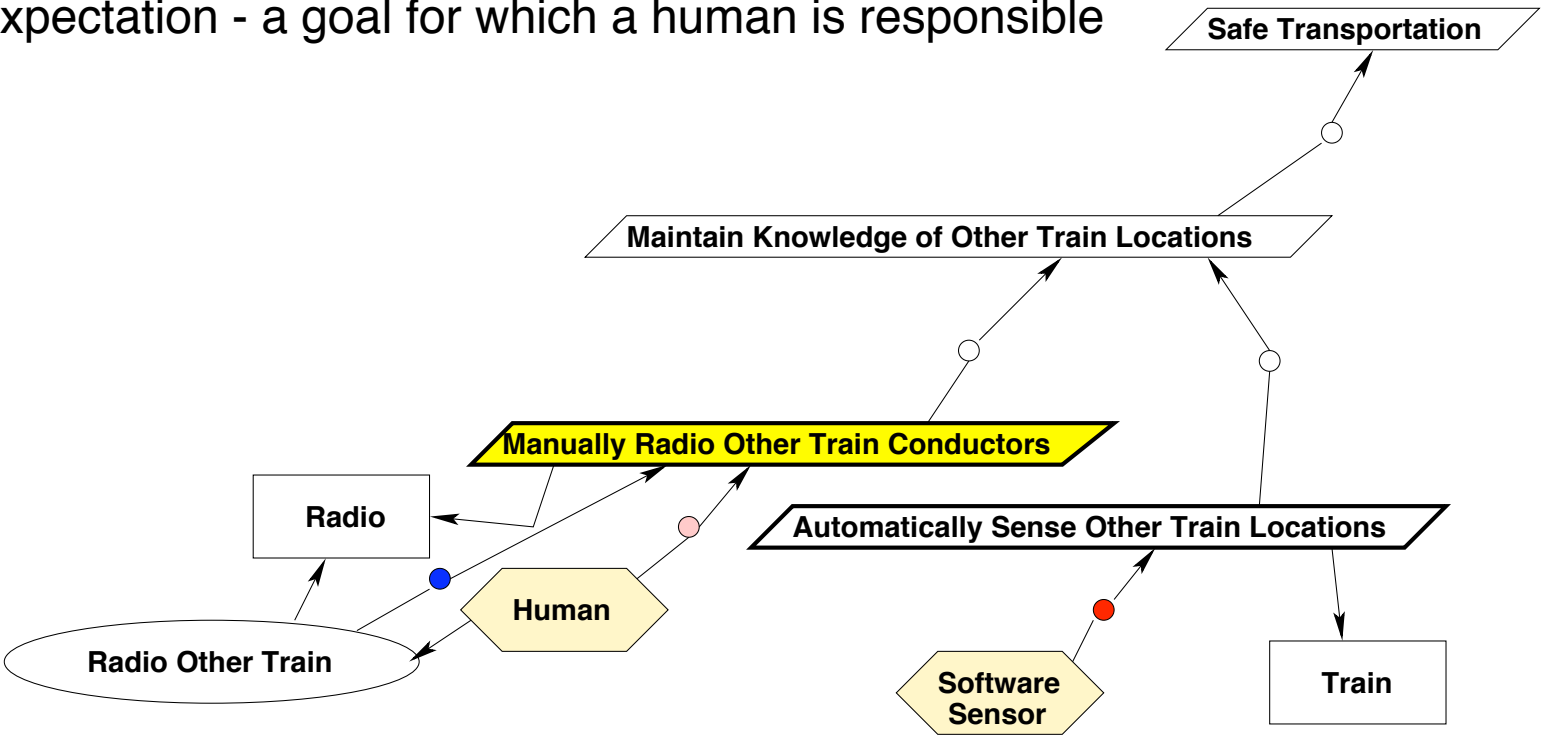 xpectation - a goal for which a human is responsible
Safe Transportation
Maintain Knowledge of Other Train Locations
Manually Radio Other Train Conductors
Radio
Automatically Sense Other Train Locations
Human
Radio Other Train
Software
Sensor
Train